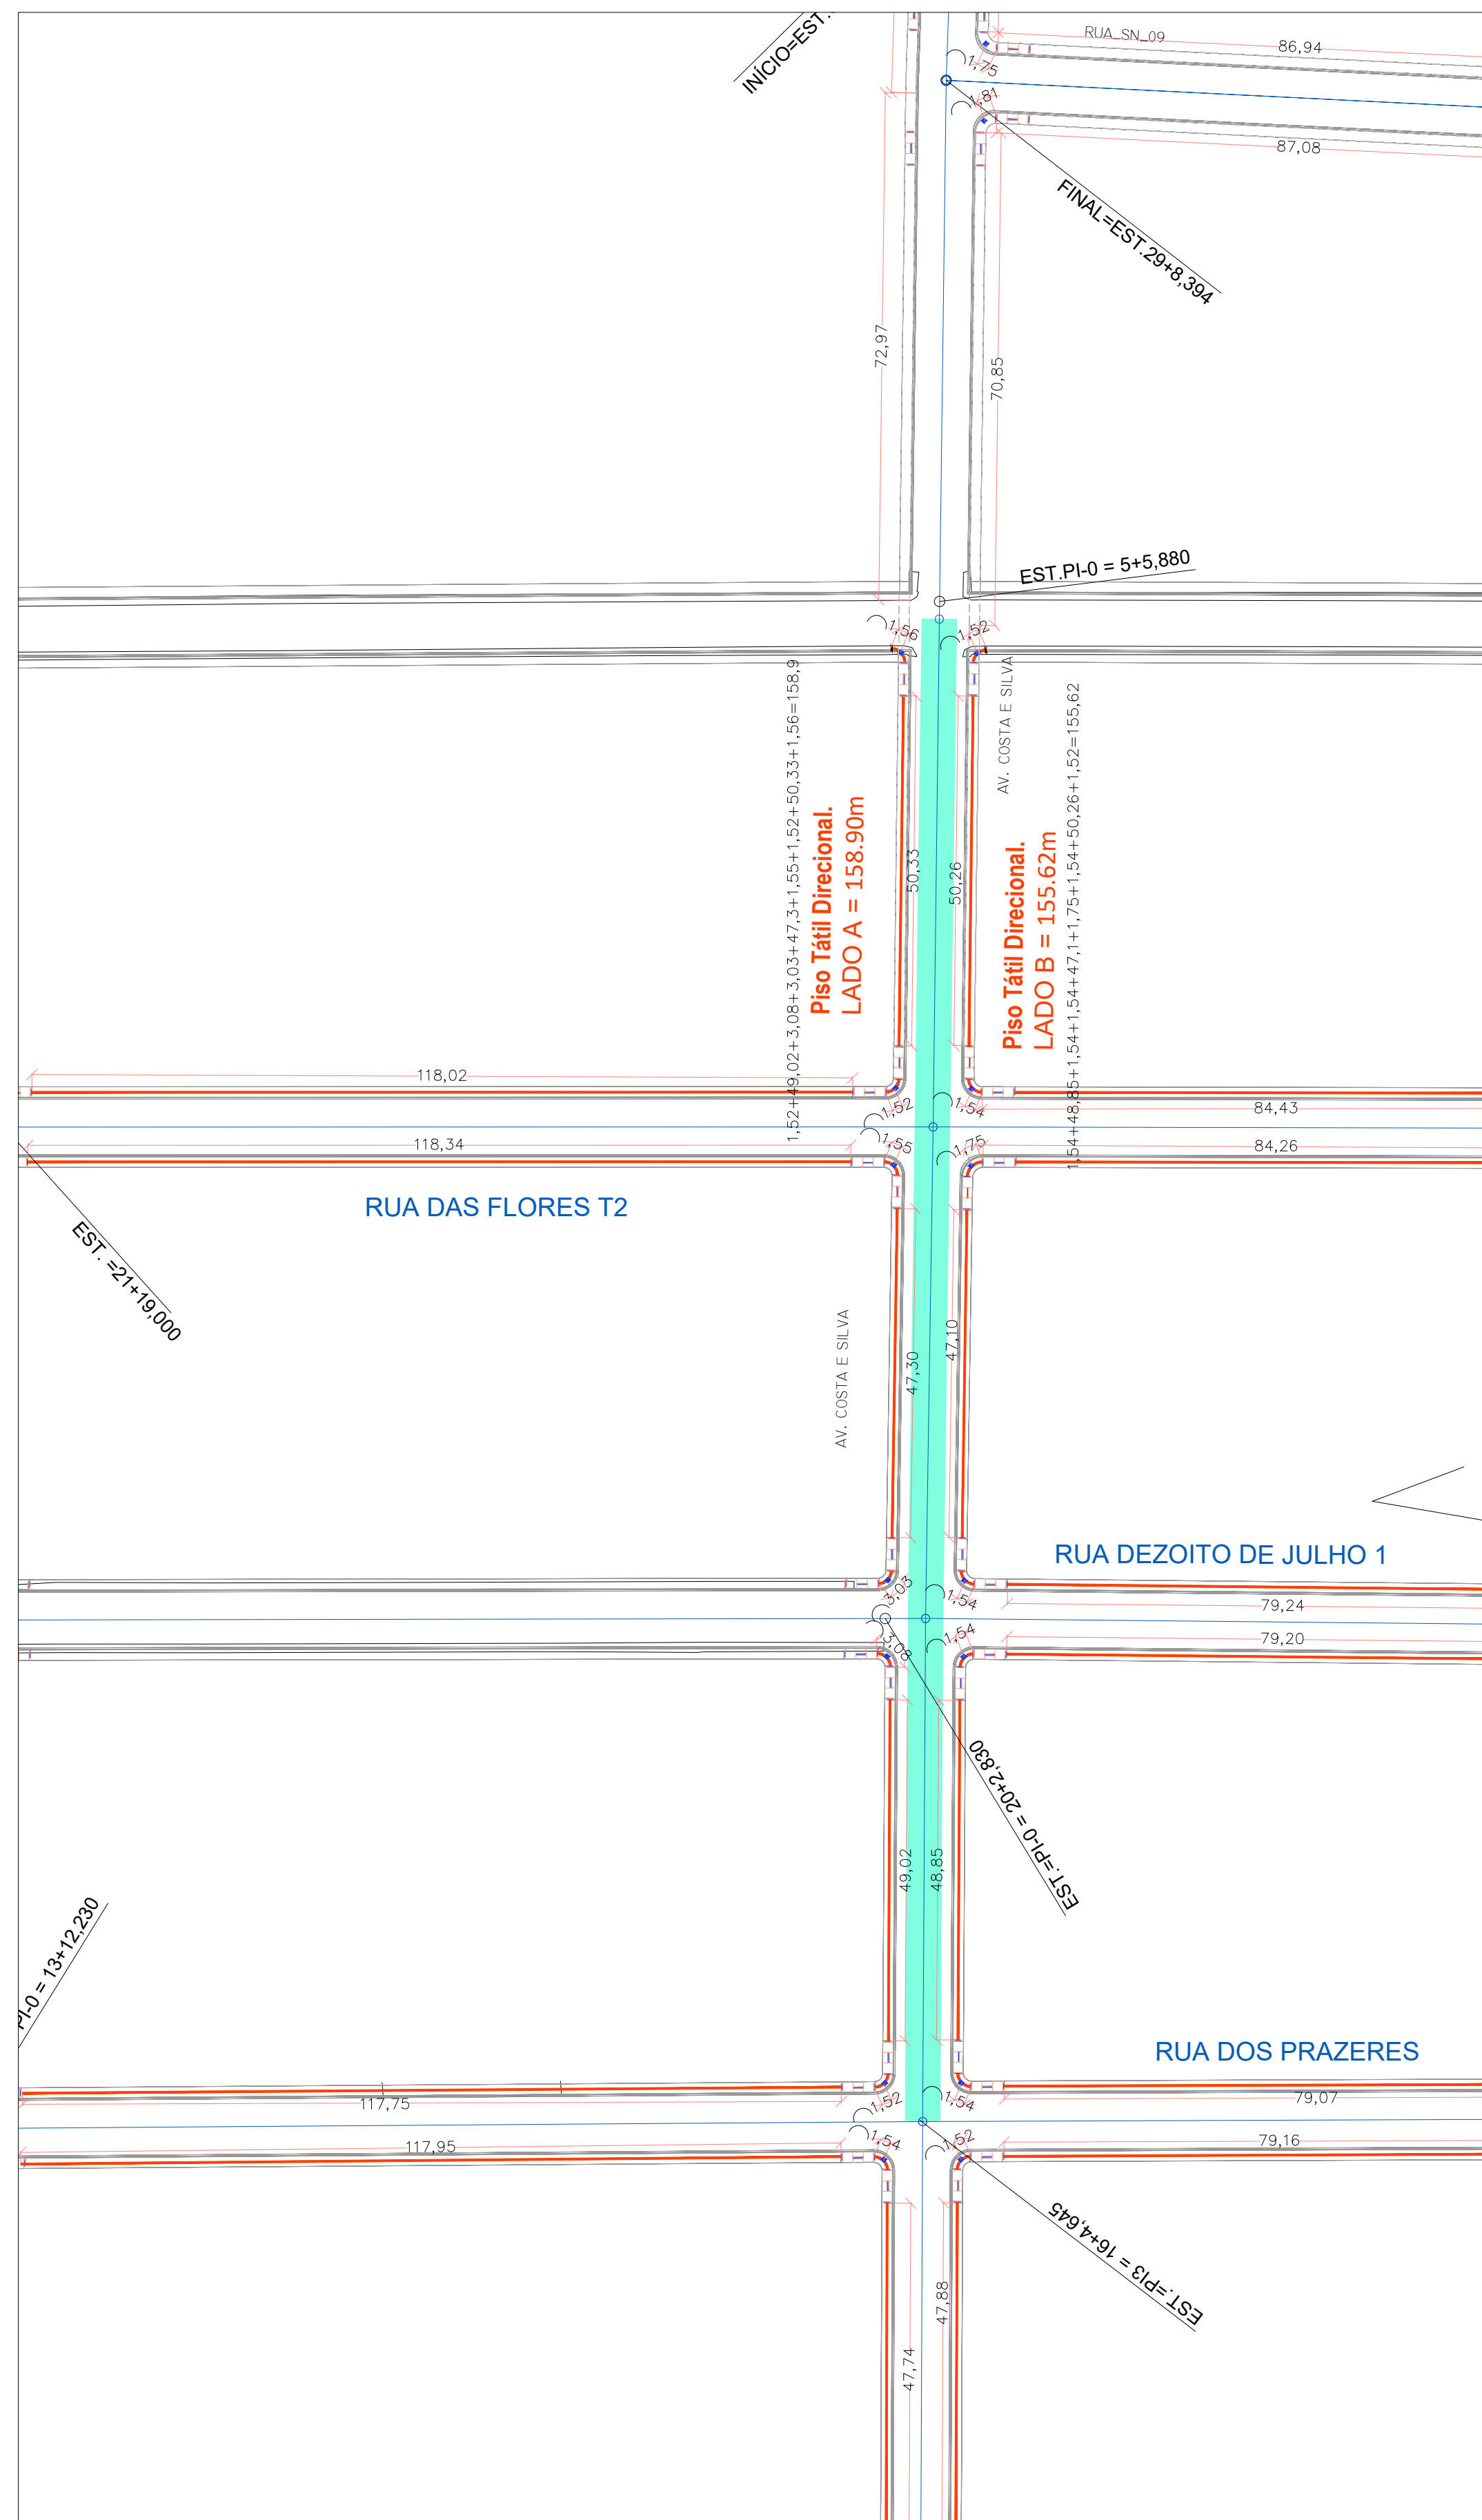 INÍCIO=EST.
RUA_SN_09
86,94
1,75
1,81
87,08
FINAL=EST.29+8,394
72,97
70,85
EST.PI-0 = 5+5,880
1,56
1,52
AV. COSTA E SILVA
1,52+49,02+3,08+3,03+47,3+1,55+1,52+50,33+1,56=158,9
Piso Tátil Direcional.
LADO A = 158.90m
50,33
50,26
Piso Tátil Direcional.
LADO B = 155.62m
1,54+48,85+1,54+1,54+47,1+1,75+1,54+50,26+1,52=155,62
118,02
1,52
1,54
84,43
118,34
1,55
1,75
84,26
RUA DAS FLORES T2
EST. =21+19,000
AV. COSTA E SILVA
47,30
47,10
RUA DEZOITO DE JULHO 1
3,03
1,54
79,24
3,08
1,54
79,20
EST.=PI-0 = 20+2,830
49,02
48,85
PI-0 = 13+12,230
RUA DOS PRAZERES
117,75
1,52
1,54
79,07
117,95
1,54
1,52
79,16
EST.=PI3 = 16+4,645
47,88
47,74